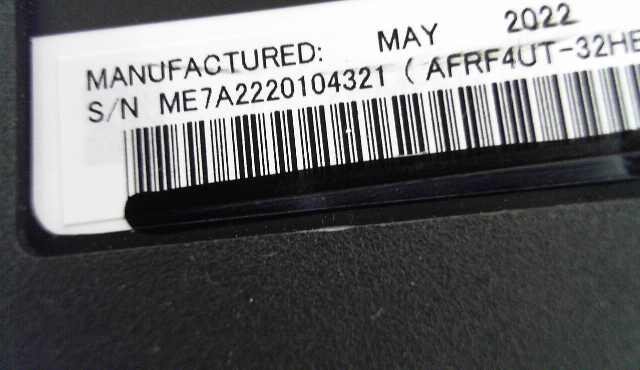 MANUFACTURED: MAY 2022
S/N ME7A2220104321 ( AFRF4UT-32HE